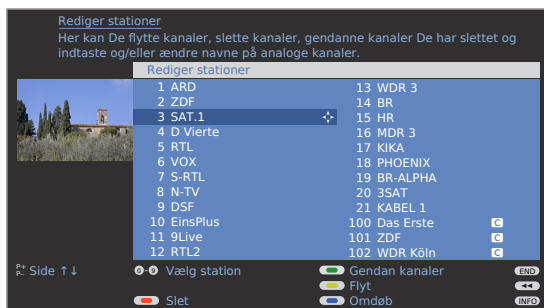 Rediger stationer
Her kan De flytte kanaler, slette kanaler, gendanne kanaler De har slettet og
indtaste og/eller ændre navne på analoge kanaler.
Rediger stationer
1 ARD
2 ZDF
3 SAT.1
4 D Vierte
5 RTL
6 VOX
7 S-RTL
8 N-TV
9 DSF
10 EinsPlus
11 9Live
12 RTL2
13 WDR 3
14 BR
15 HR
16 MDR 3
17 KIKA
18 PHOENIX
19 BR-ALPHA
20 3SAT
21 KABEL 1
100 Das Erste C
101 ZDF C
102 WDR Köln C
P+ P- Side ↑↓
0-9 Vælg station
Gendan kanaler END
Flyt ◀◀
Slet
Omdøb INFO